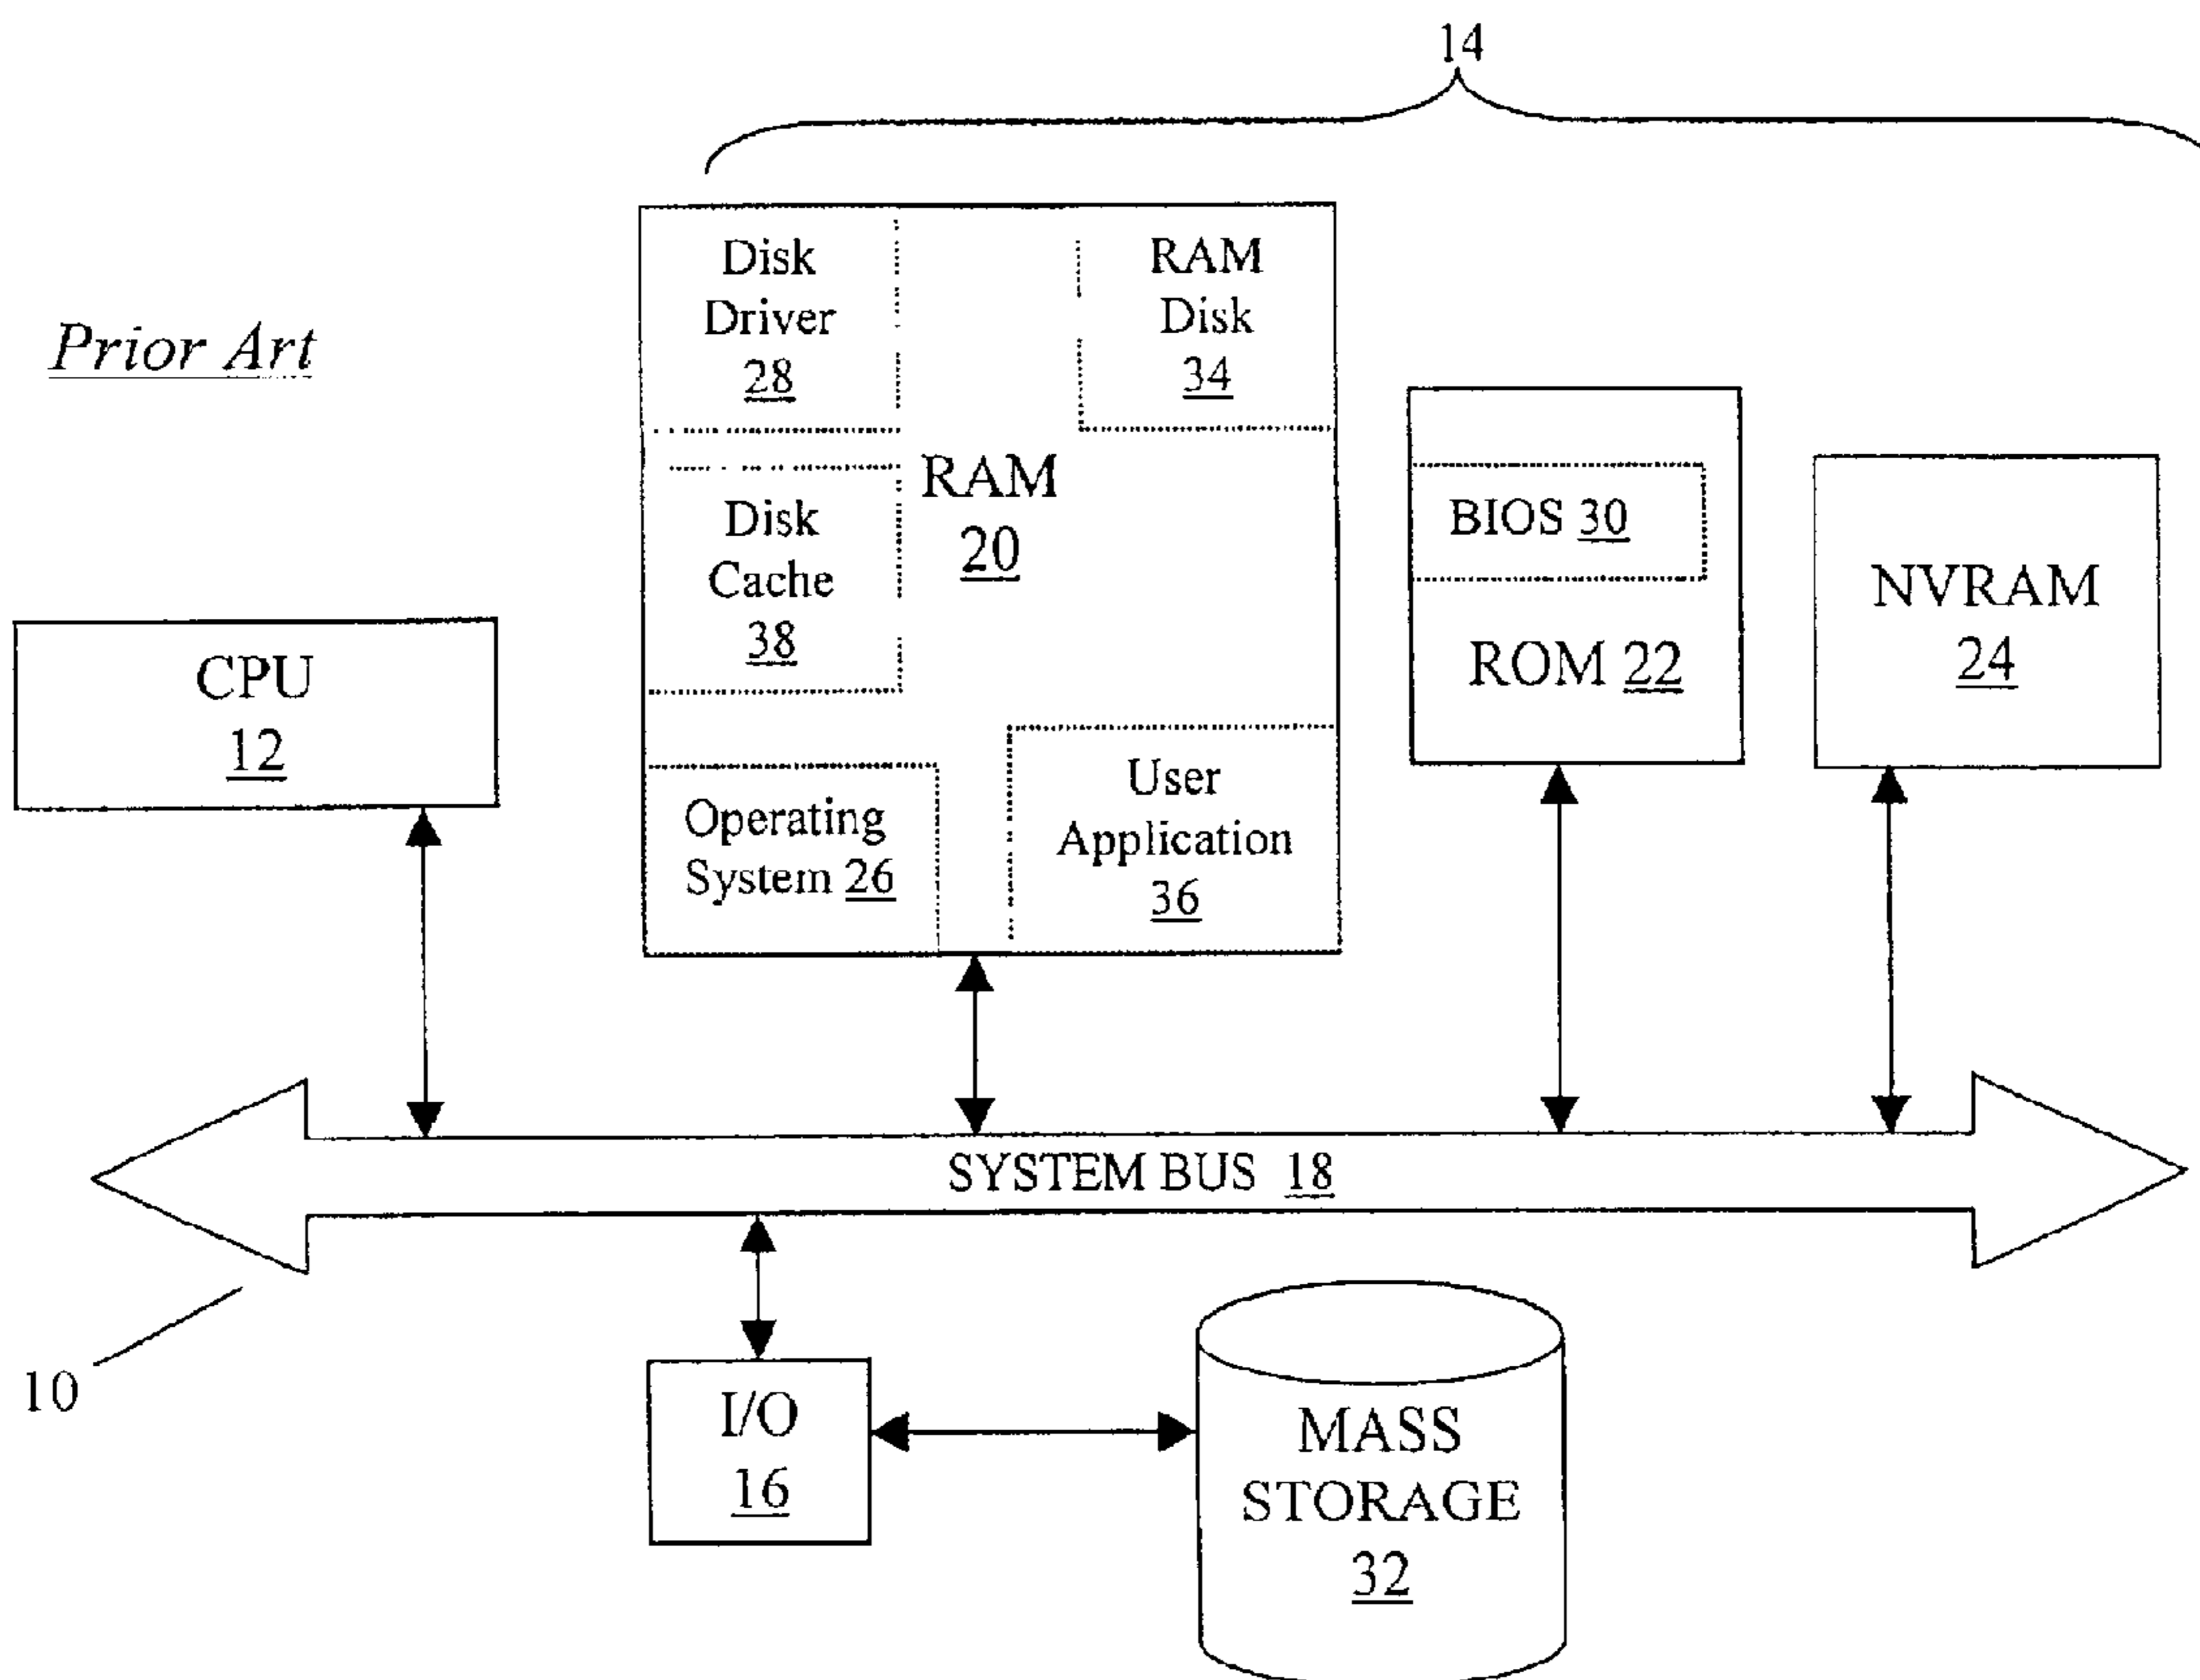 14
Prior Art
Disk
Driver
28
RAM
Disk
34
RAM
20
Disk
Cache
38
Operating
System 26
User
Application
36
BIOS 30
ROM 22
NVRAM
24
CPU
12
SYSTEM BUS 18
10
I/O
16
MASS
STORAGE
32